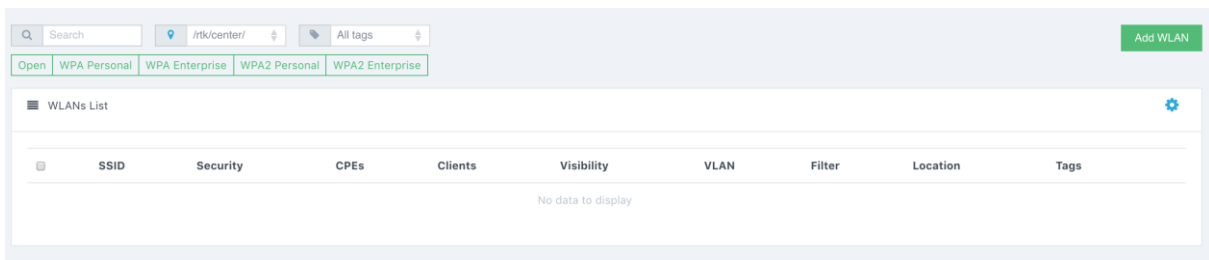 Search /rtk/center/ All tags Add WLAN
Open WPA Personal WPA Enterprise WPA2 Personal WPA2 Enterprise
WLANs List
SSID Security CPEs Clients Visibility VLAN Filter Location Tags
No data to display